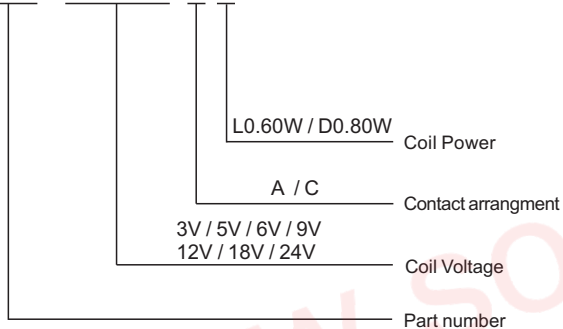 L0.60W / D0.80W
Coil Power
A / C
Contact arrangment
3V / 5V / 6V / 9V
12V / 18V / 24V
Coil Voltage
Part number